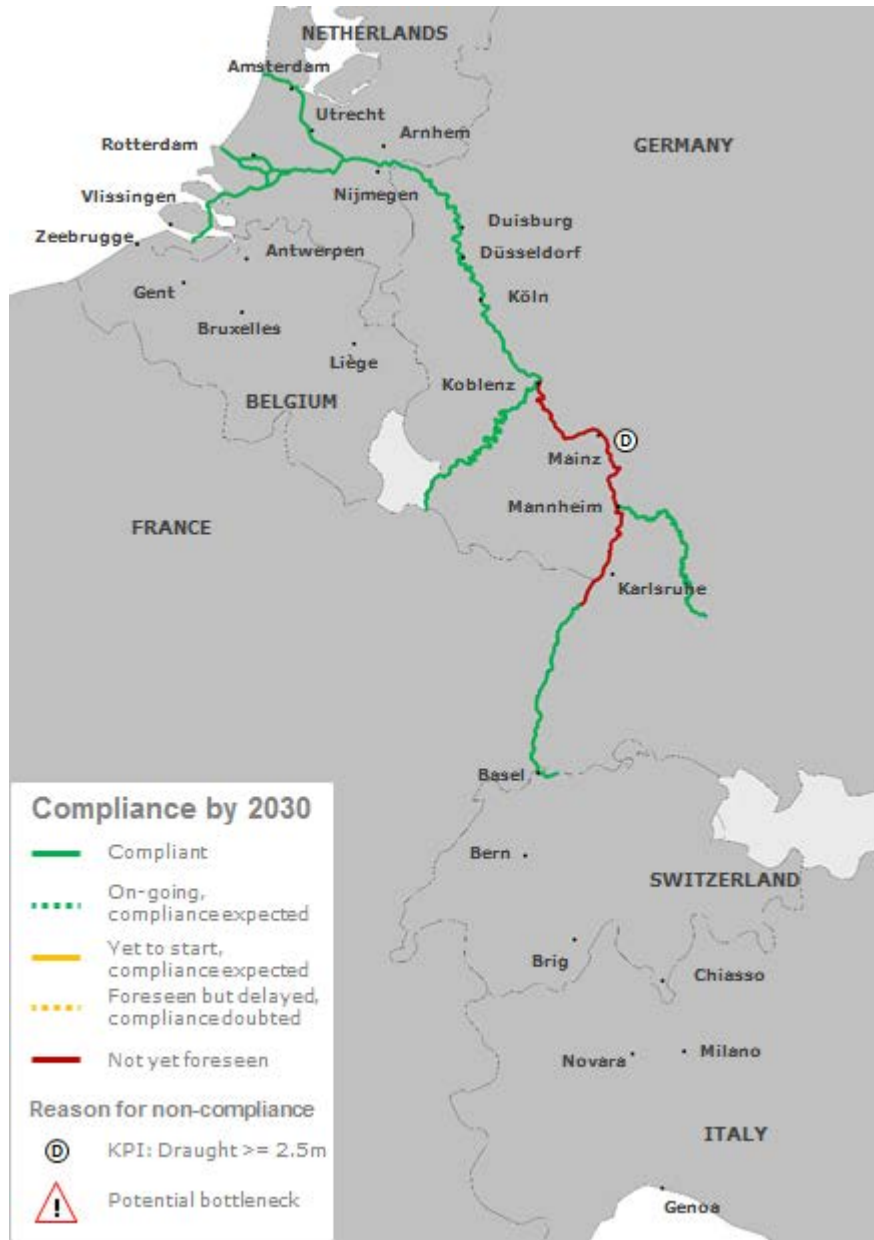 NETHERLANDS
Amsterdam
Utrecht
Arnhem
GERMANY
Rotterdam
Nijmegen
Vlissingen
Duisburg
Zeebrugge
Antwerpen
Düsseldorf
Gent
Köln
Bruxelles
Liège
Koblenz
BELGIUM
D
Mainz
Mannheim
FRANCE
Karlsruhe
Basel
Bern
SWITZERLAND
Brig
Chiasso
Novara
Milano
ITALY
Genoa
Compliance by 2030
Compliant
On-going,
compliance expected
Yet to start,
compliance expected
Foreseen but delayed,
compliance doubted
Not yet foreseen
Reason for non-compliance
D KPI: Draught >= 2.5m
! Potential bottleneck